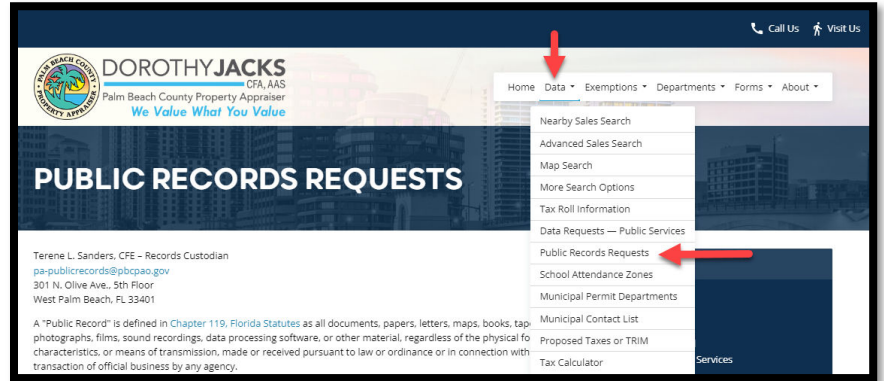 Call Us Visit Us
PALM BEACH COUNTY
PROPERTY APPRAISER
DOROTHY JACKS
CFA, AAS
Palm Beach County Property Appraiser
We Value What You Value
Home Data Exemptions Departments Forms About
Nearby Sales Search
Advanced Sales Search
Map Search
More Search Options
Tax Roll Information
Data Requests — Public Services
Public Records Requests
School Attendance Zones
Municipal Permit Departments
Municipal Contact List
Proposed Taxes or TRIM
Tax Calculator
PUBLIC RECORDS REQUESTS
Terene L. Sanders, CFE – Records Custodian
pa-publicrecords@pbcpao.gov
301 N. Olive Ave., 5th Floor
West Palm Beach, FL 33401
A "Public Record" is defined in Chapter 119, Florida Statutes as all documents, papers, letters, maps, books, tap
photographs, films, sound recordings, data processing software, or other material, regardless of the physical fo
characteristics, or means of transmission, made or received pursuant to law or ordinance or in connection with
transaction of official business by any agency.
Services